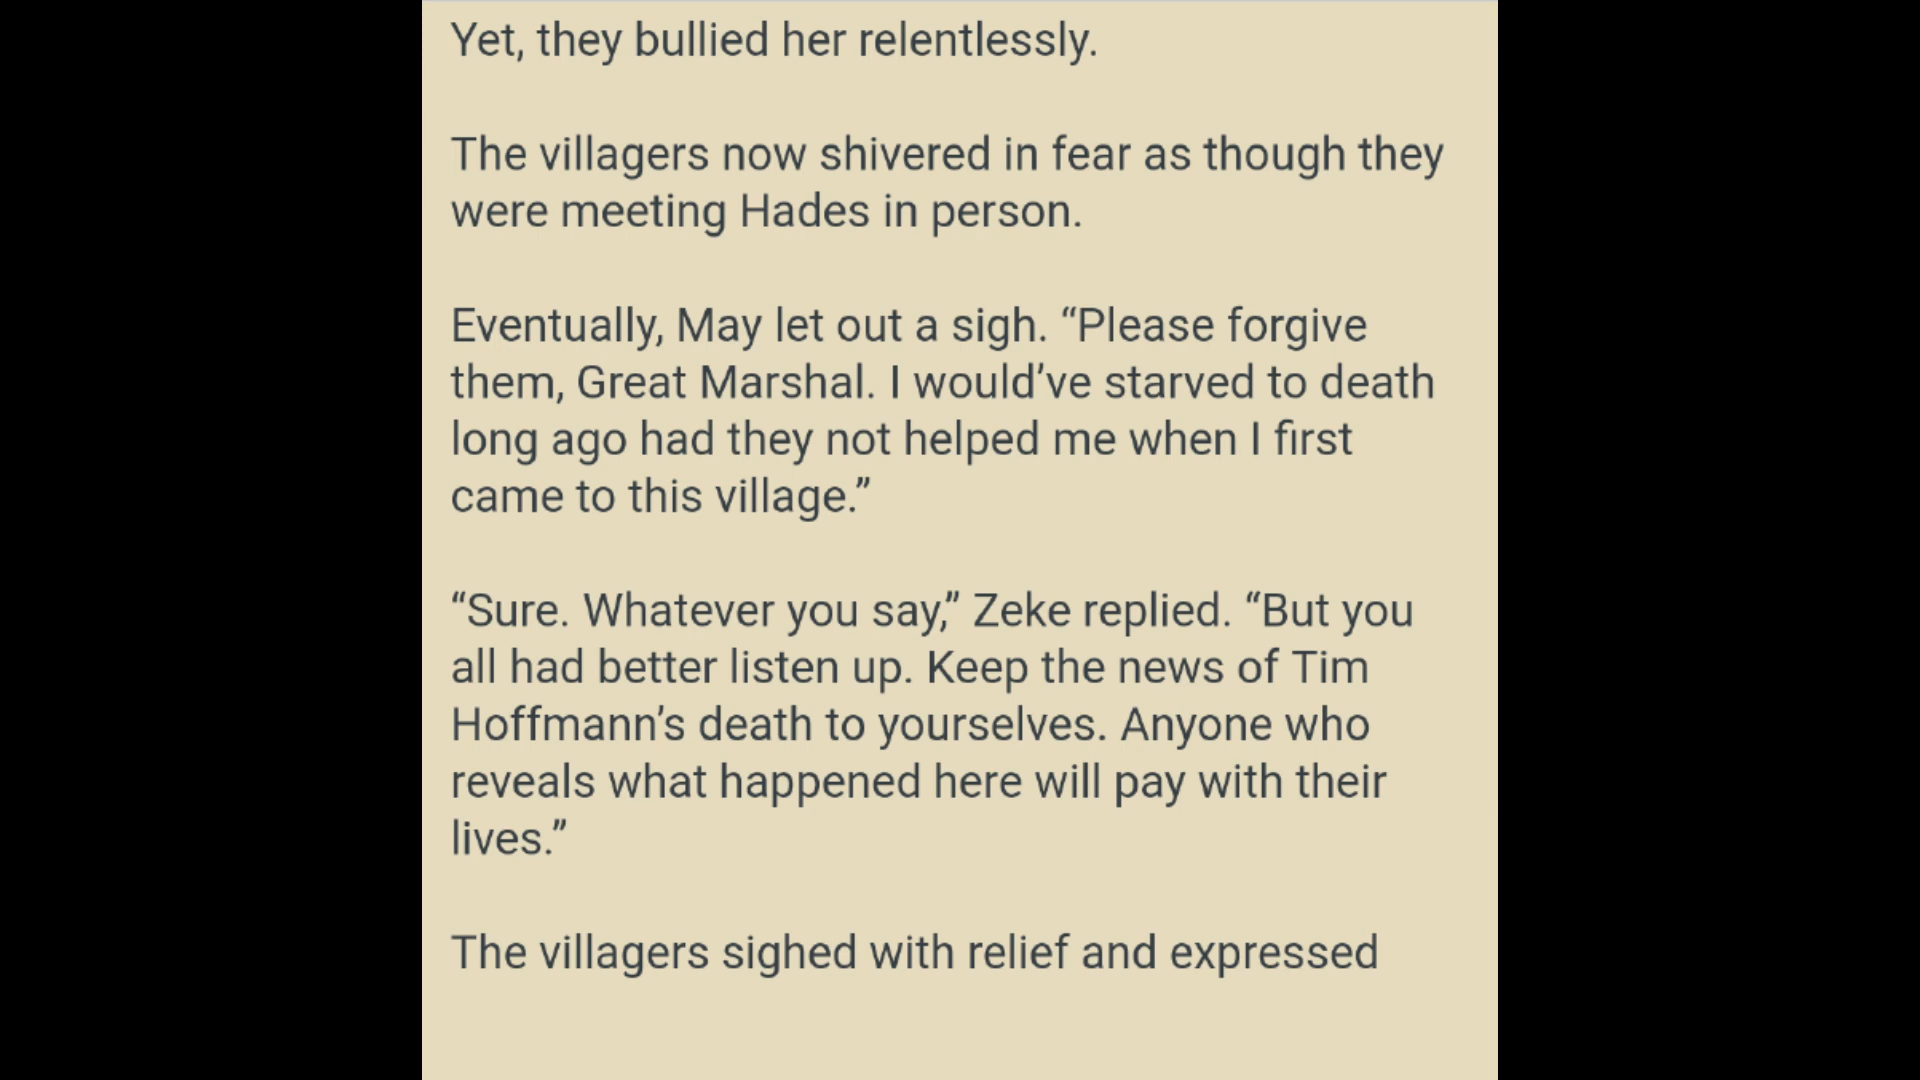 Yet, they bullied her relentlessly.
The villagers now shivered in fear as though they
were meeting Hades in person.
Eventually, May let out a sigh. “Please forgive
them, Great Marshal. I would’ve starved to death
long ago had they not helped me when I first
came to this village.”
“Sure. Whatever you say,” Zeke replied. “But you
all had better listen up. Keep the news of Tim
Hoffmann’s death to yourselves. Anyone who
reveals what happened here will pay with their
lives.”
The villagers sighed with relief and expressed